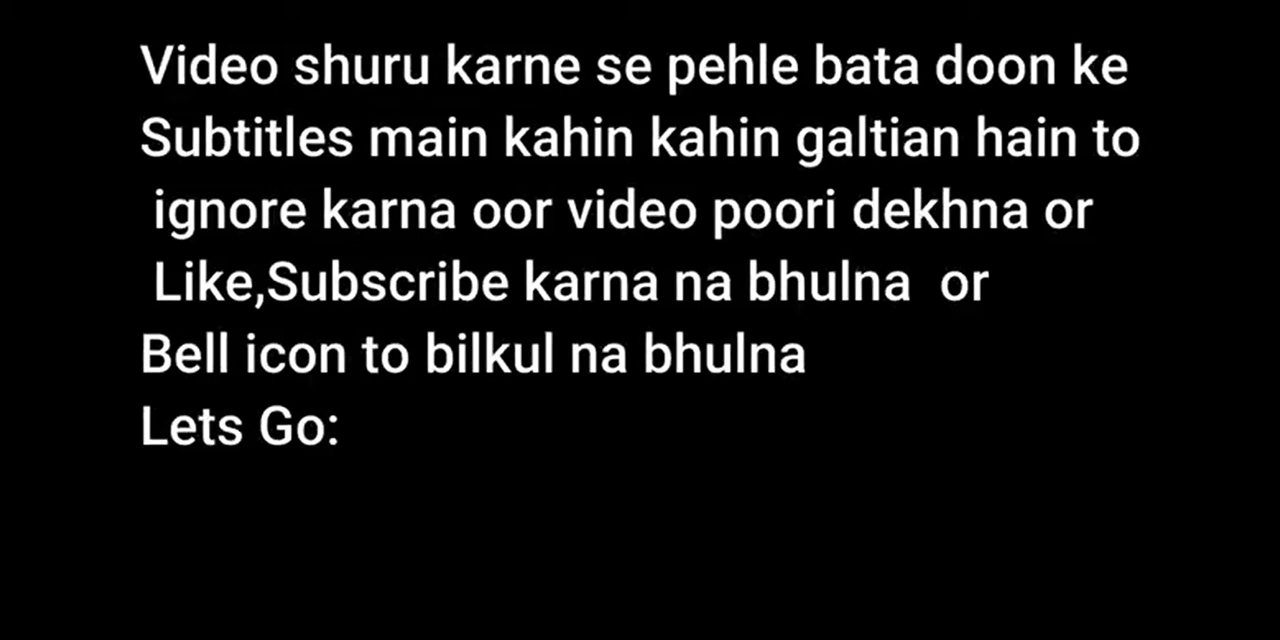 Video shuru karne se pehle bata doon ke
Subtitles main kahin kahin galtian hain to
ignore karna oor video poori dekhna or
Like,Subscribe karna na bhulna  or
Bell icon to bilkul na bhulna
Lets Go: